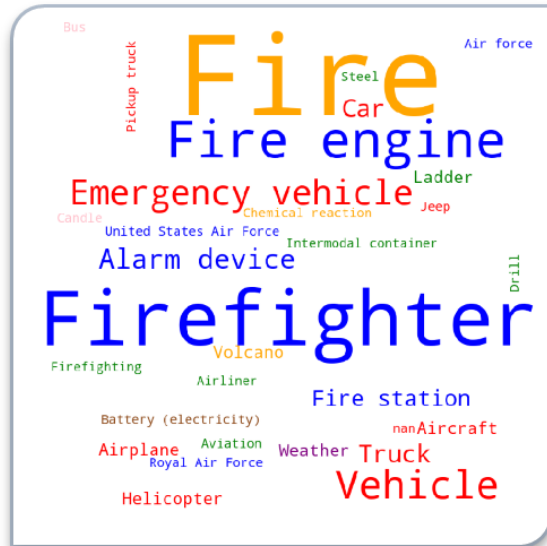 Bus
Pickup truck
Fire
Air force
Steel
Car
Fire engine
Ladder
Emergency vehicle
Jeep
Candle
Chemical reaction
United States Air Force
Intermodal container
Alarm device
Drill
Firefighter
Volcano
Firefighting
Airliner
Fire station
Battery (electricity)
nan
Aircraft
Airplane
Aviation
Weather
Truck
Royal Air Force
Vehicle
Helicopter